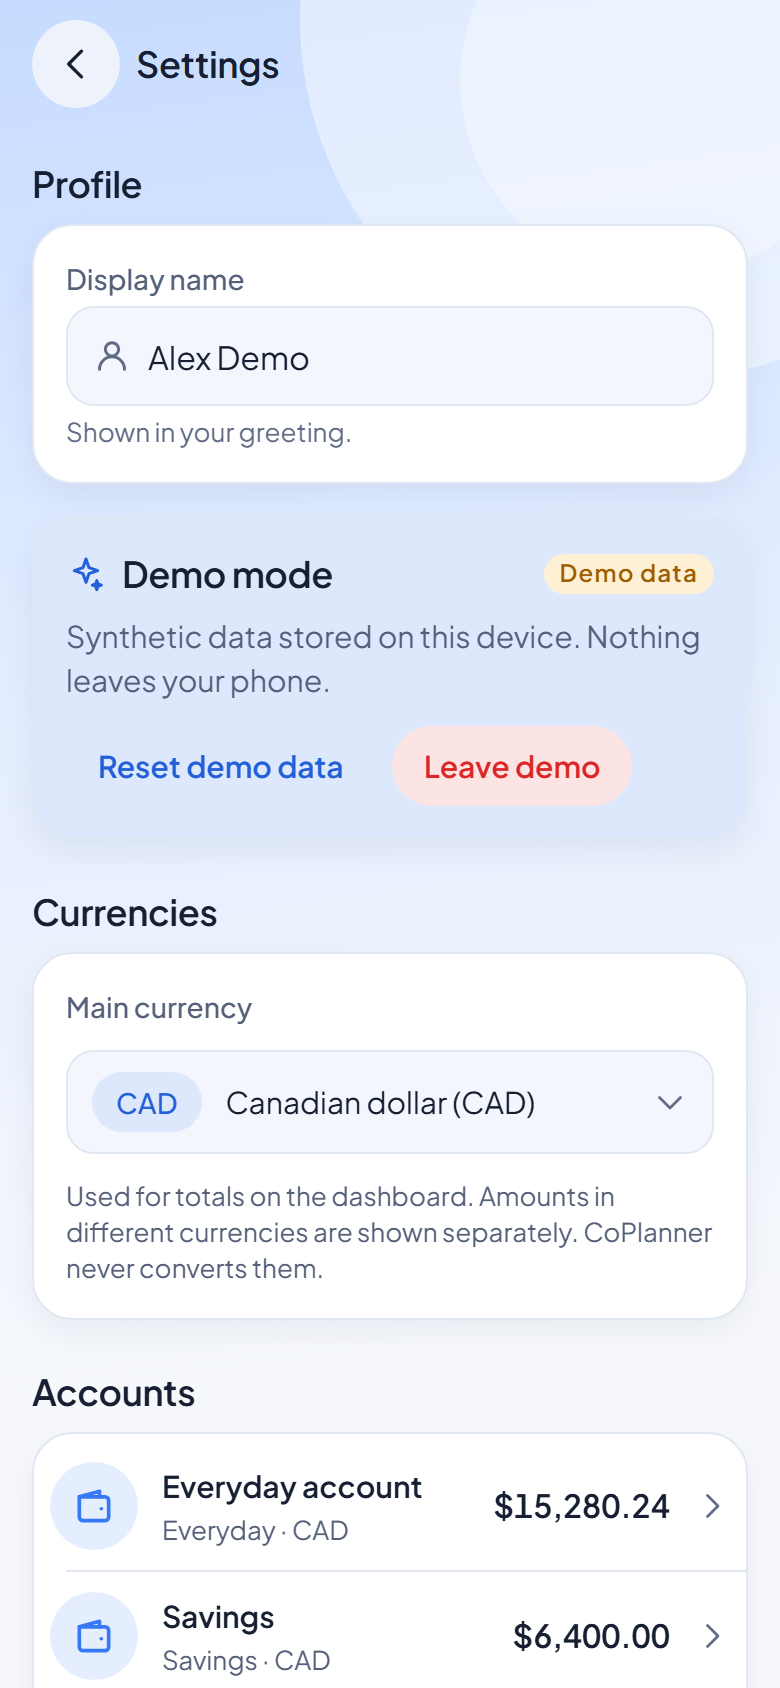 Settings
Profile
Display name
Alex Demo
Shown in your greeting.
Demo mode
Demo data
Synthetic data stored on this device. Nothing
leaves your phone.
Reset demo data
Leave demo
Currencies
Main currency
CAD
Canadian dollar (CAD)
Used for totals on the dashboard. Amounts in
different currencies are shown separately. CoPlanner
never converts them.
Accounts
Everyday account
$15,280.24
Everyday · CAD
Savings
$6,400.00
Savings · CAD